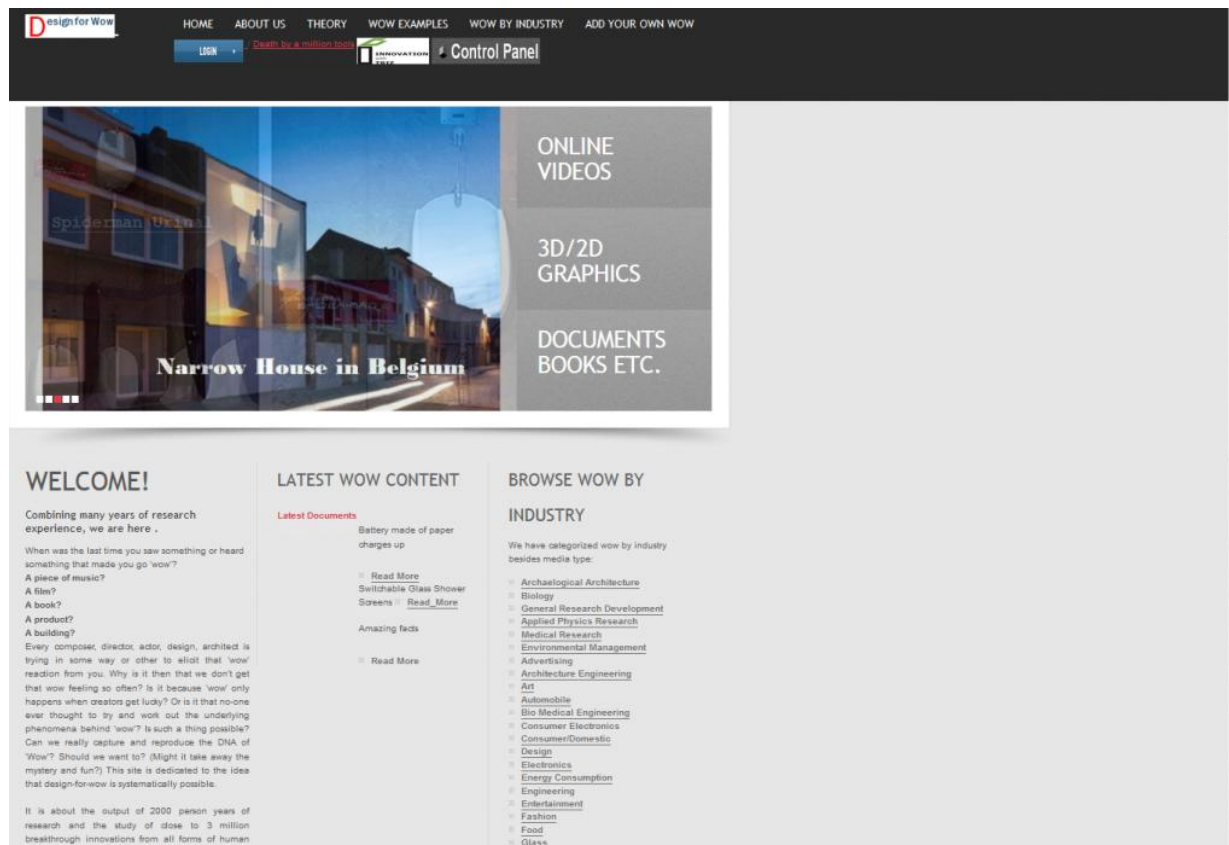 Design for Wow
HOME ABOUT US THEORY WOW EXAMPLES WOW BY INDUSTRY ADD YOUR OWN WOW
LOGIN / Death by a million tools INNOVATION Control Panel
Spiderman Urinal
Narrow House in Belgium
ONLINE
VIDEOS
3D/2D
GRAPHICS
DOCUMENTS
BOOKS ETC.
WELCOME!
Combining many years of research
experience, we are here .
When was the last time you saw something or heard
something that made you go 'wow'?
A piece of music?
A film?
A book?
A product?
A building?
Every composer, director, actor, design, architect is
trying in some way or other to elicit that 'wow'
reaction from you. Why is it then that we don't get
that wow feeling so often? Is it because 'wow' only
happens when creators get lucky? Or is it that no-one
ever thought to try and work out the underlying
phenomena behind 'wow'? Is such a thing possible?
Can we really capture and reproduce the DNA of
'Wow'? Should we want to? (Might it take away the
mystery and fun?) This site is dedicated to the idea
that design-for-wow is systematically possible.
It is about the output of 2000 person years of
research and the study of close to 3 million
breakthrough innovations from all forms of human
LATEST WOW CONTENT
Latest Documents
Battery made of paper
charges up
Read More
Switchable Glass Shower
Screens Read_More
Amazing facts
Read More
BROWSE WOW BY
INDUSTRY
We have categorized wow by industry
besides media type:
Archaelogical Architecture
Biology
General Research Development
Applied Physics Research
Medical Research
Environmental Management
Advertising
Architecture Engineering
Art
Automobile
Bio Medical Engineering
Consumer Electronics
Consumer/Domestic
Design
Electronics
Energy Consumption
Engineering
Entertainment
Fashion
Food
Glass